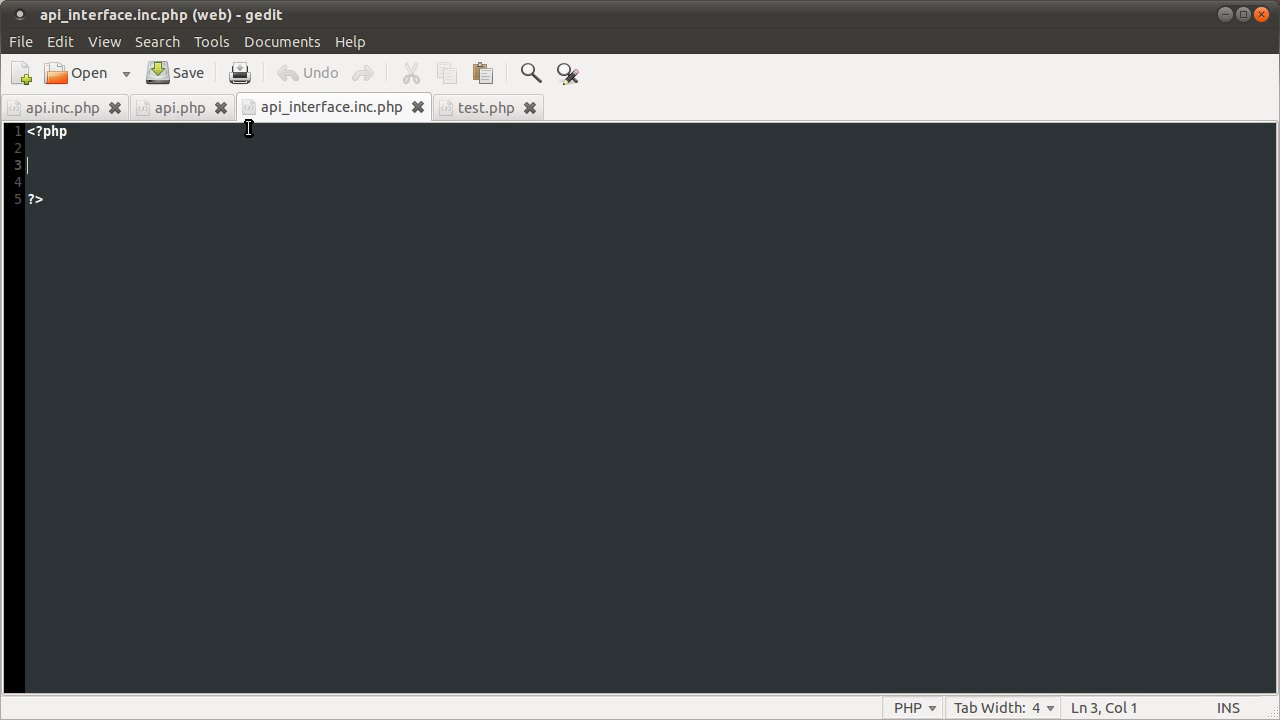 api_interface.inc.php (web) - gedit
File Edit View Search Tools Documents Help
Open Save Undo
api.inc.php api.php api_interface.inc.php test.php
1 <?php
2
3
4
5 ?>
PHP Tab Width: 4 Ln 3, Col 1 INS